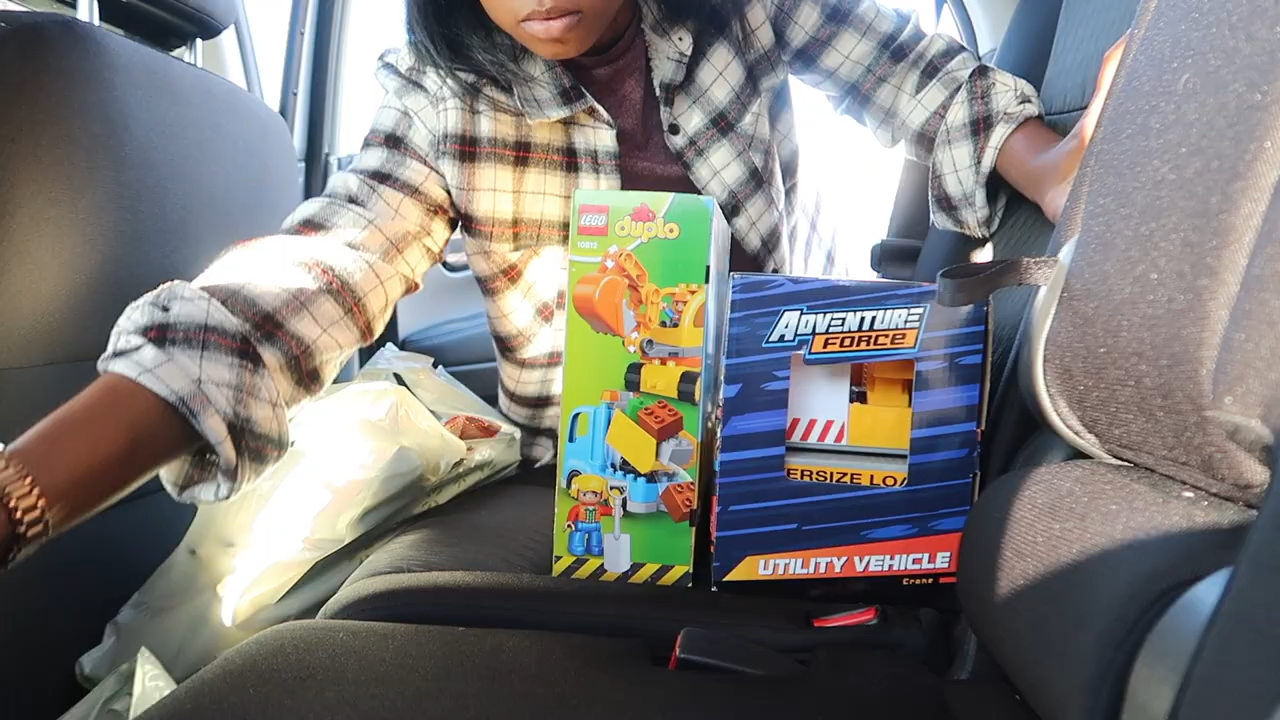 LEGO
duplo
10812
ADVENTURE
FORCE
ERSIZE LOA
UTILITY VEHICLE
Crane